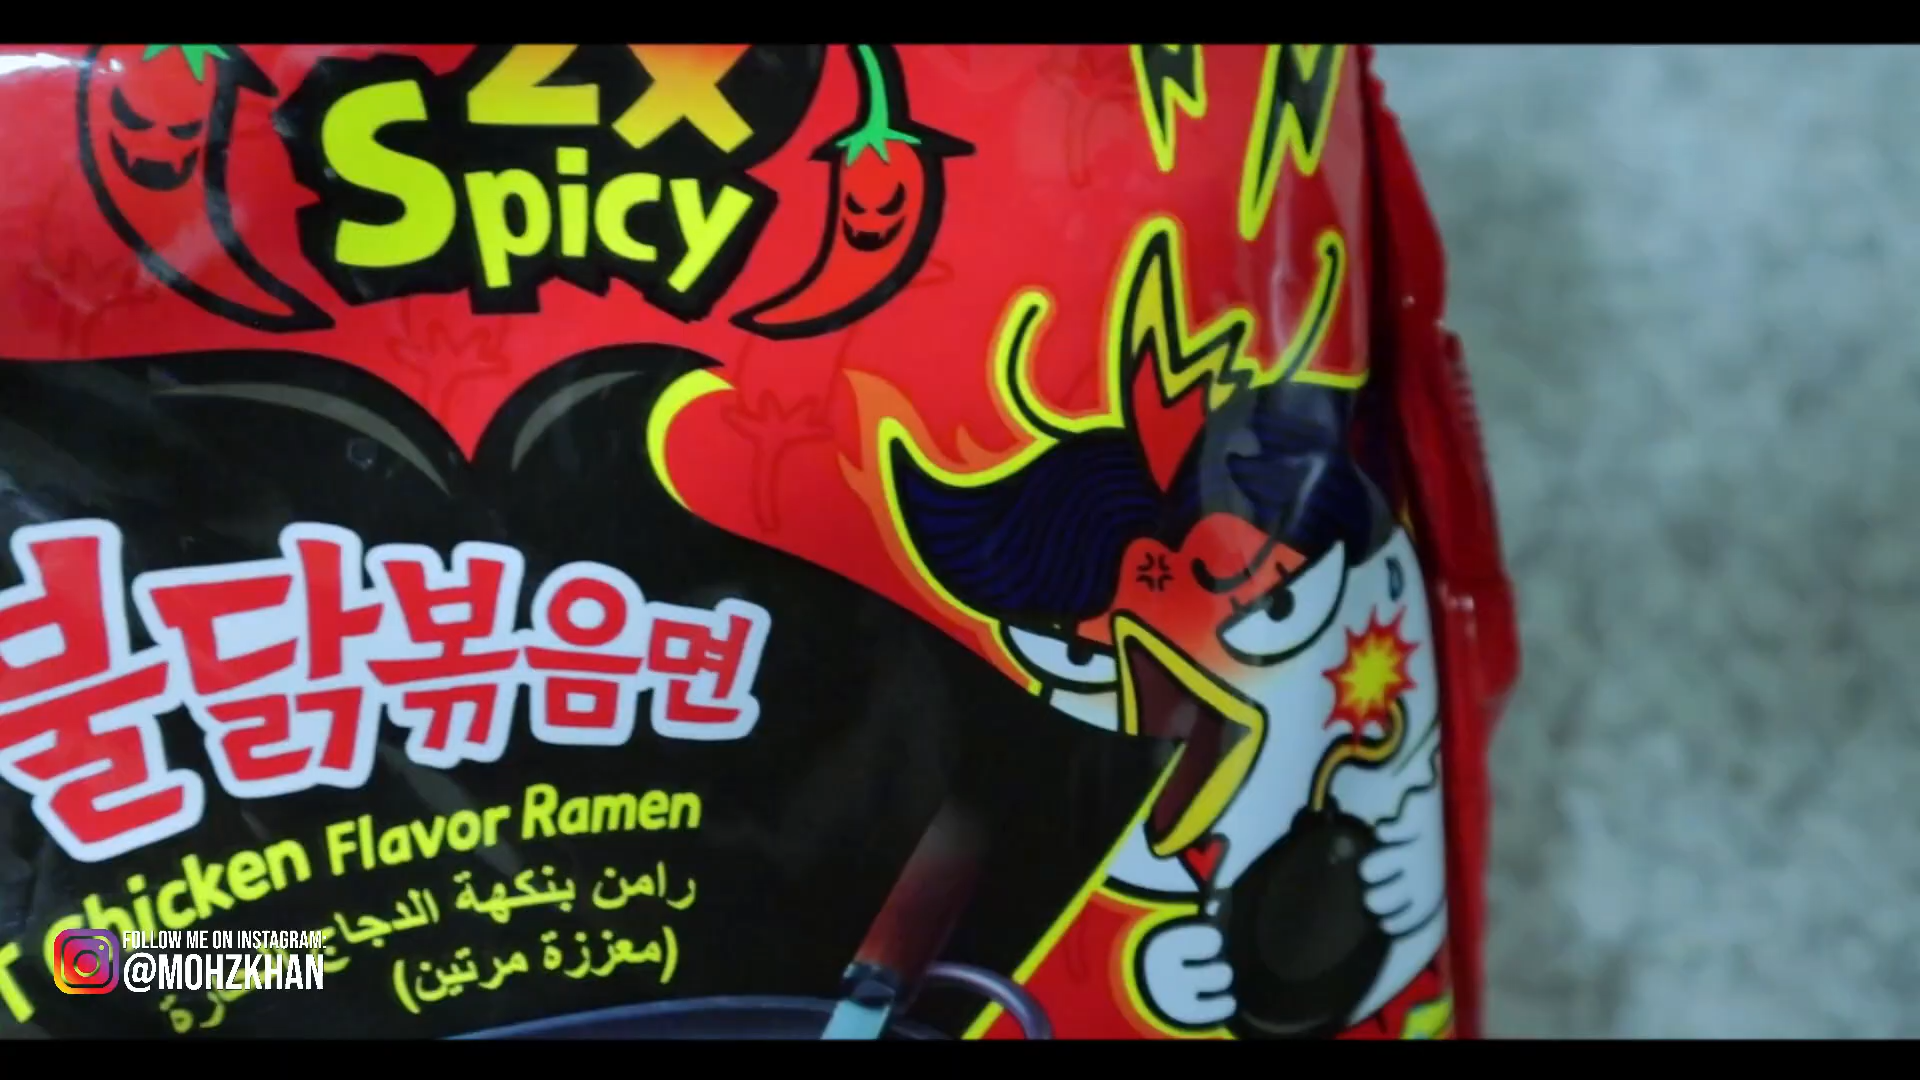 2X
Spicy
불닭볶음면
Chicken Flavor Ramen
رامن بنكهة الدجاج الحارة
(معززة مرتين)
FOLLOW ME ON INSTAGRAM:
@MOHZKHAN